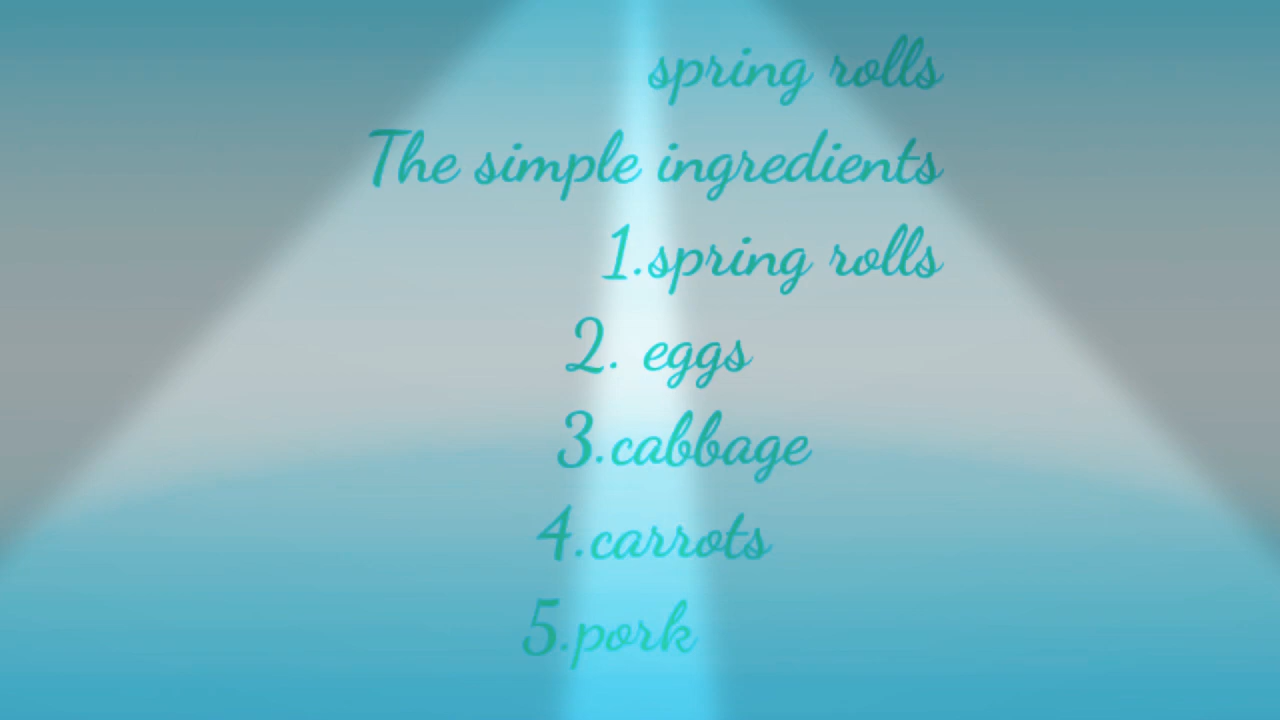 spring rolls
The simple ingredients
1.spring rolls
2. eggs
3.cabbage
4.carrots
5.pork